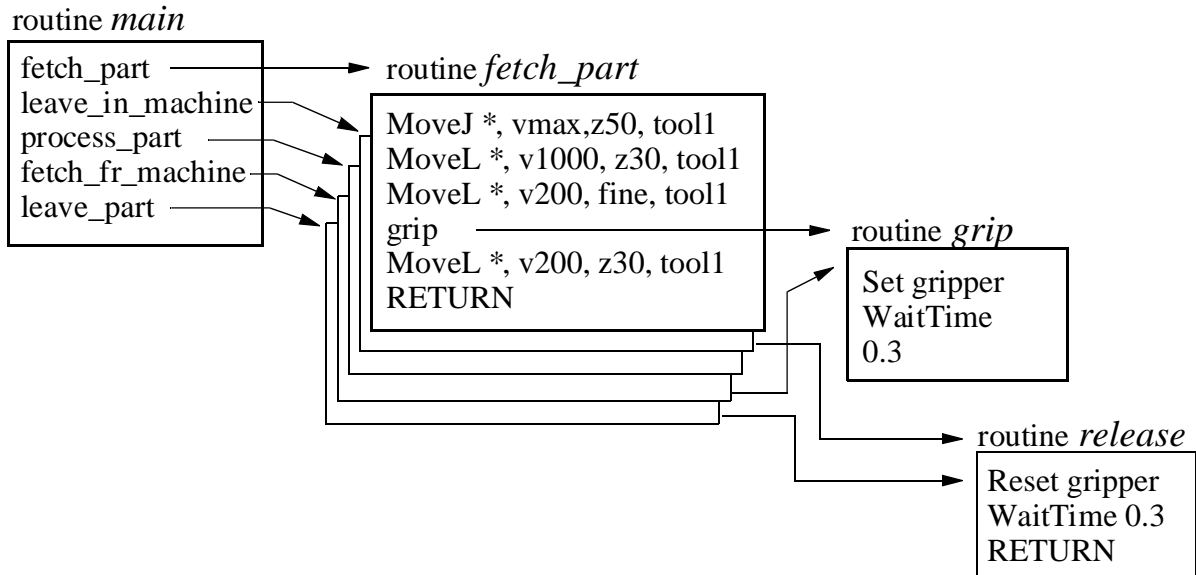 routine main
fetch_part
leave_in_machine
process_part
fetch_fr_machine
leave_part
routine fetch_part
MoveJ *, vmax,z50, tool1
MoveL *, v1000, z30, tool1
MoveL *, v200, fine, tool1
grip
MoveL *, v200, z30, tool1
RETURN
routine grip
Set gripper
WaitTime
0.3
routine release
Reset gripper
WaitTime 0.3
RETURN